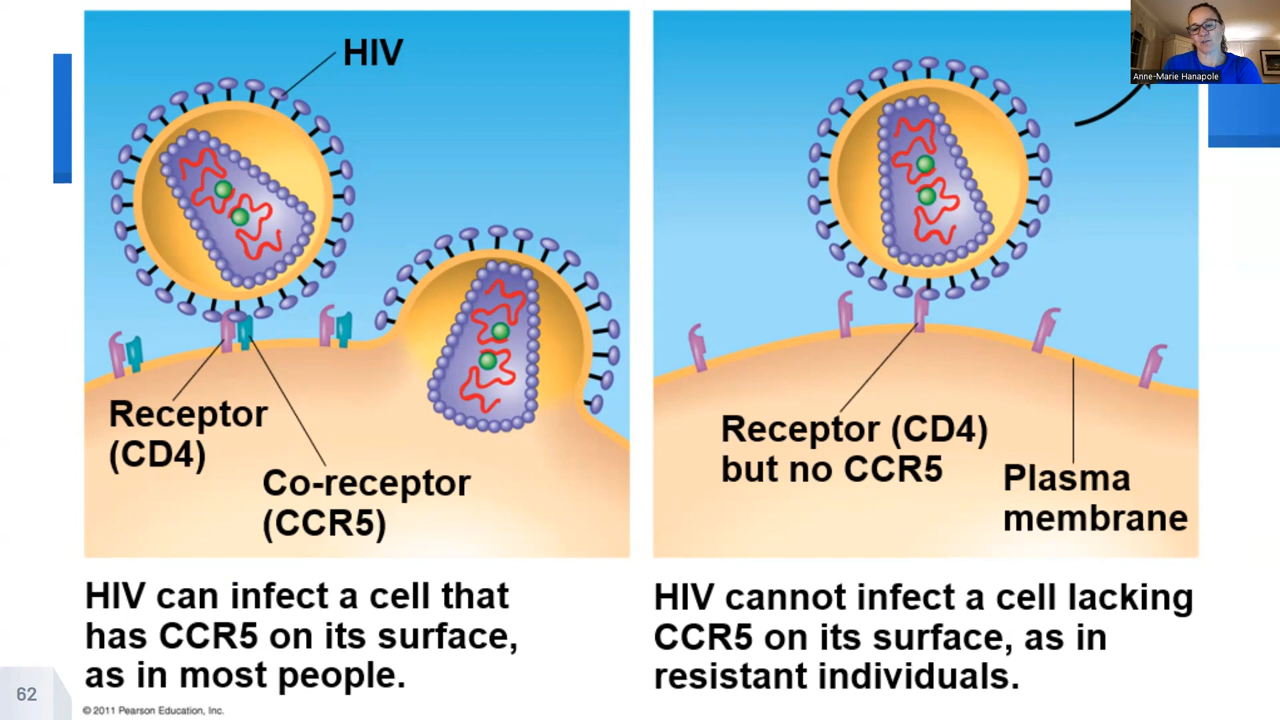 HIV
Receptor
(CD4)
Co-receptor
(CCR5)
HIV can infect a cell that
has CCR5 on its surface,
as in most people.
Receptor (CD4)
but no CCR5
Plasma
membrane
HIV cannot infect a cell lacking
CCR5 on its surface, as in
resistant individuals.
Anne-Marie Hanapole
62
© 2011 Pearson Education, Inc.